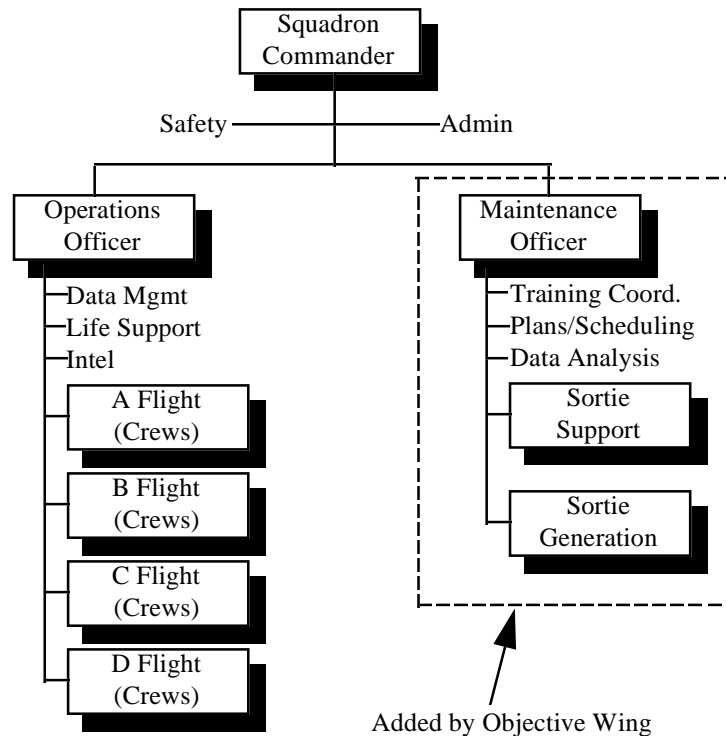 Squadron
Commander
Safety
Admin
Operations
Officer
Data Mgmt
Life Support
Intel
A Flight
(Crews)
B Flight
(Crews)
C Flight
(Crews)
D Flight
(Crews)
Maintenance
Officer
Training Coord.
Plans/Scheduling
Data Analysis
Sortie
Support
Sortie
Generation
Added by Objective Wing